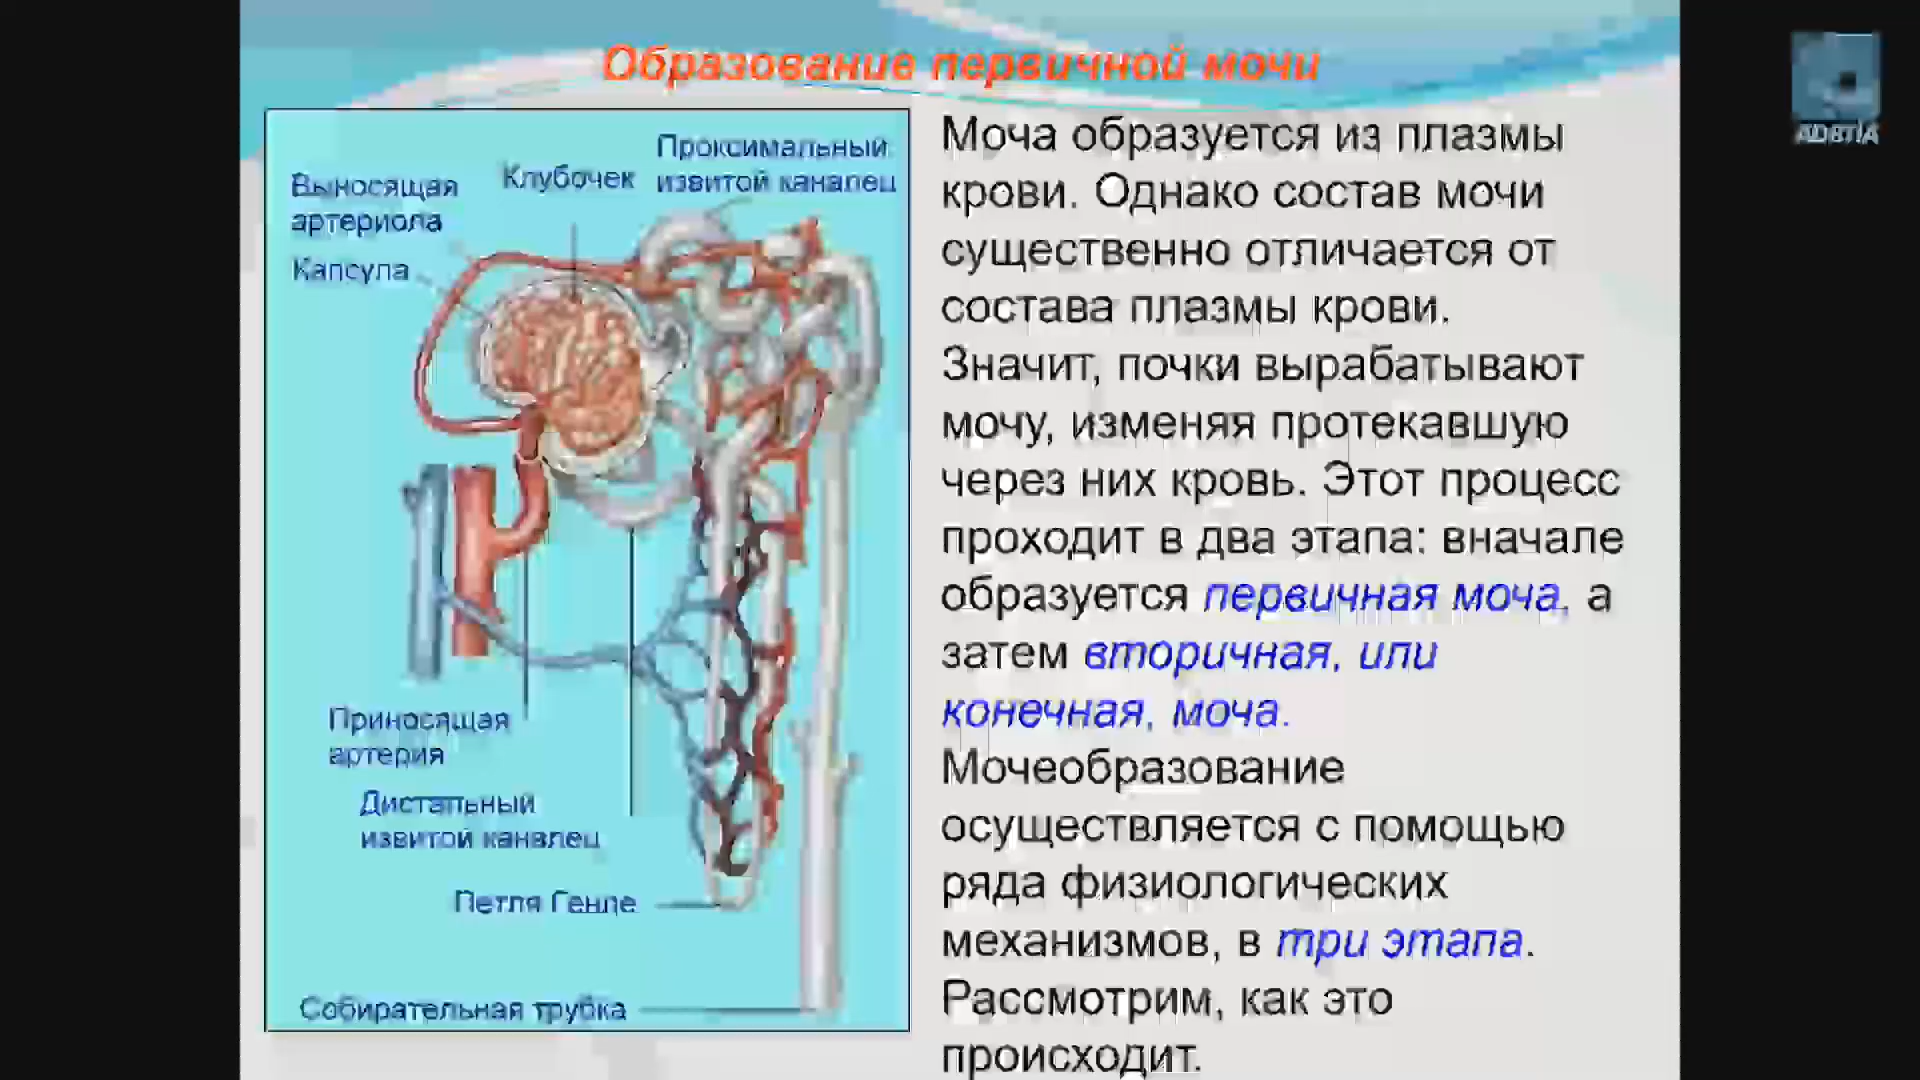 Образование первичной мочи
Проксимальный
извитой каналец
Клубочек
Выносящая
артериола
Капсула
Приносящая
артерия
Дистальный
извитой каналец
Петля Генле
Собирательная трубка
Моча образуется из плазмы
крови. Однако состав мочи
существенно отличается от
состава плазмы крови.
Значит, почки вырабатывают
мочу, изменяя протекавшую
через них кровь. Этот процесс
проходит в два этапа: вначале
образуется первичная моча, а
затем вторичная, или
конечная, моча.
Мочеобразование
осуществляется с помощью
ряда физиологических
механизмов, в три этапа.
Рассмотрим, как это
происходит.